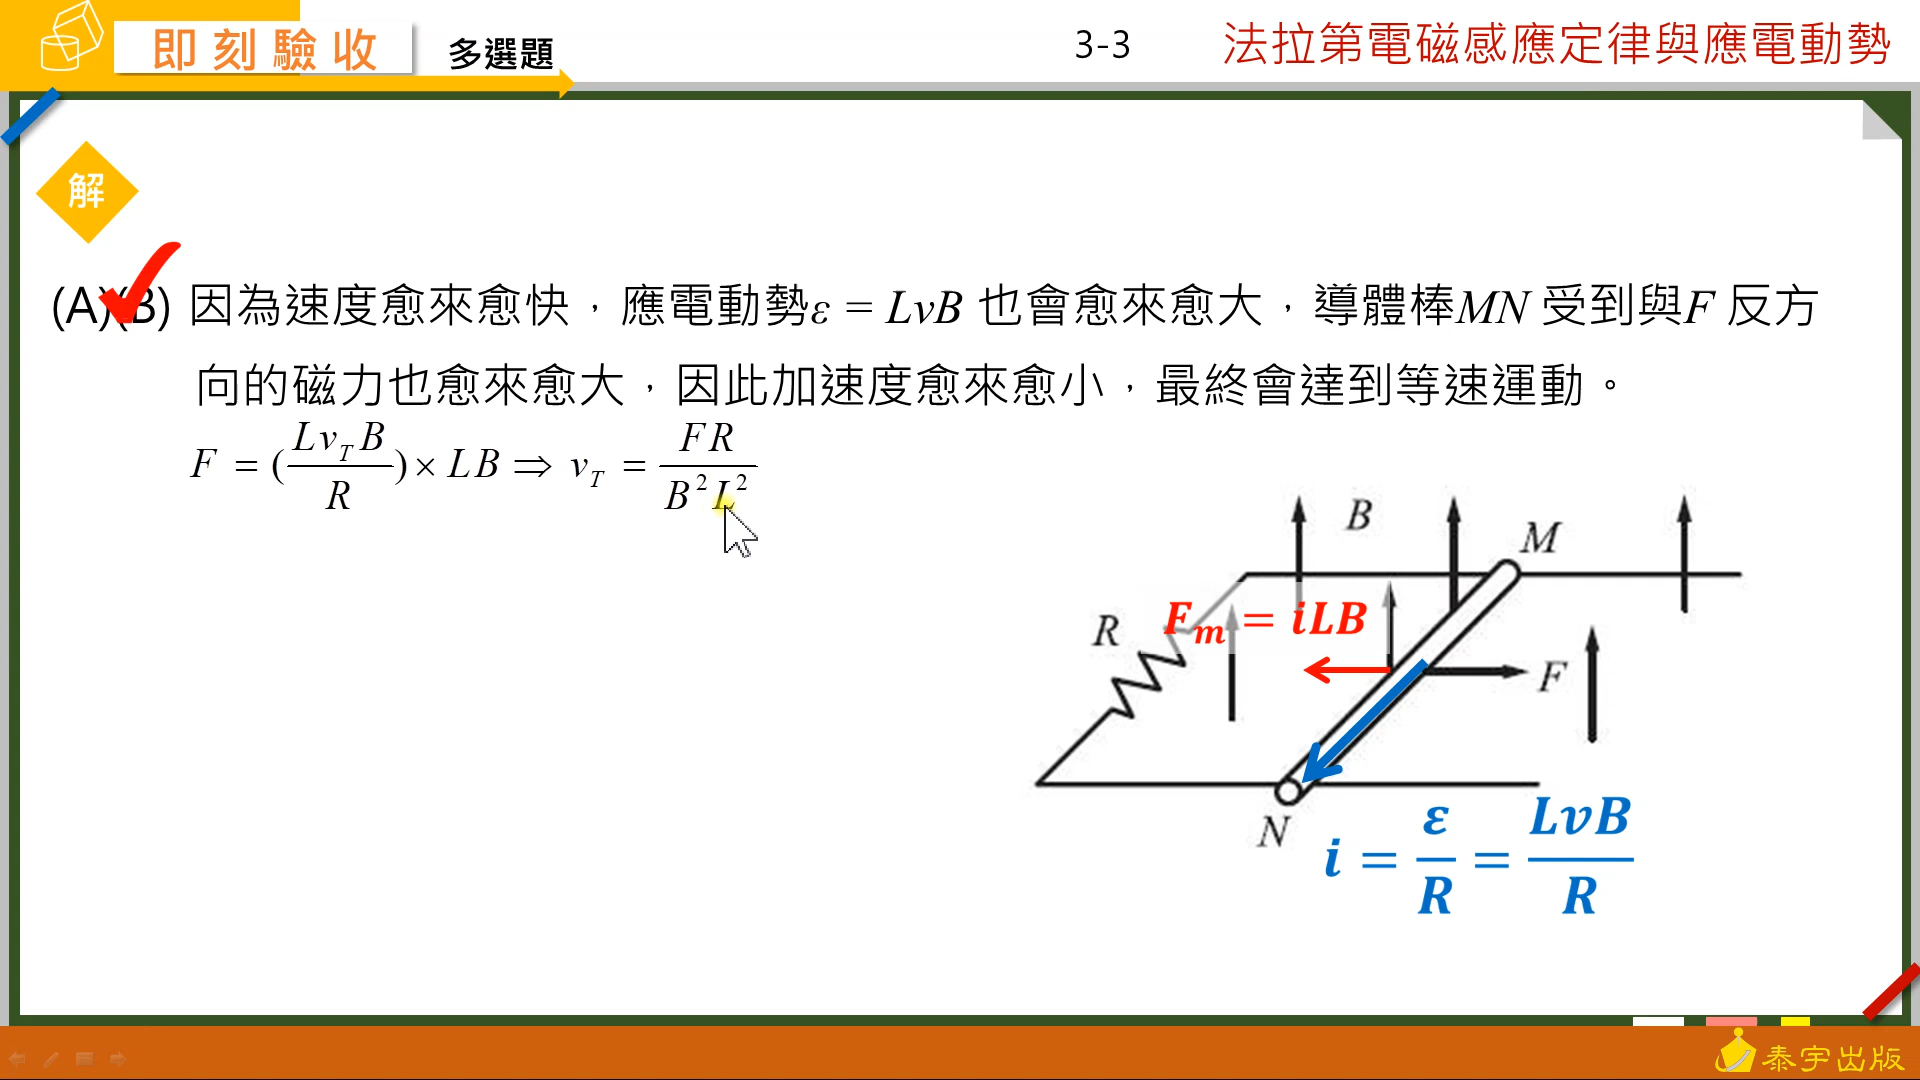 即刻驗收
多選題
3-3
法拉第電磁感應定律與應電動勢
解
(A)(B) 因為速度愈來愈快，應電動勢ε = LvB 也會愈來愈大，導體棒MN 受到與F 反方
向的磁力也愈來愈大，因此加速度愈來愈小，最終會達到等速運動。
F = (Lv_T B / R) × LB ⇒ v_T = FR / B²L²
B
M
R
F_m = iLB
F
N
i = ε/R = LvB/R
泰宇出版